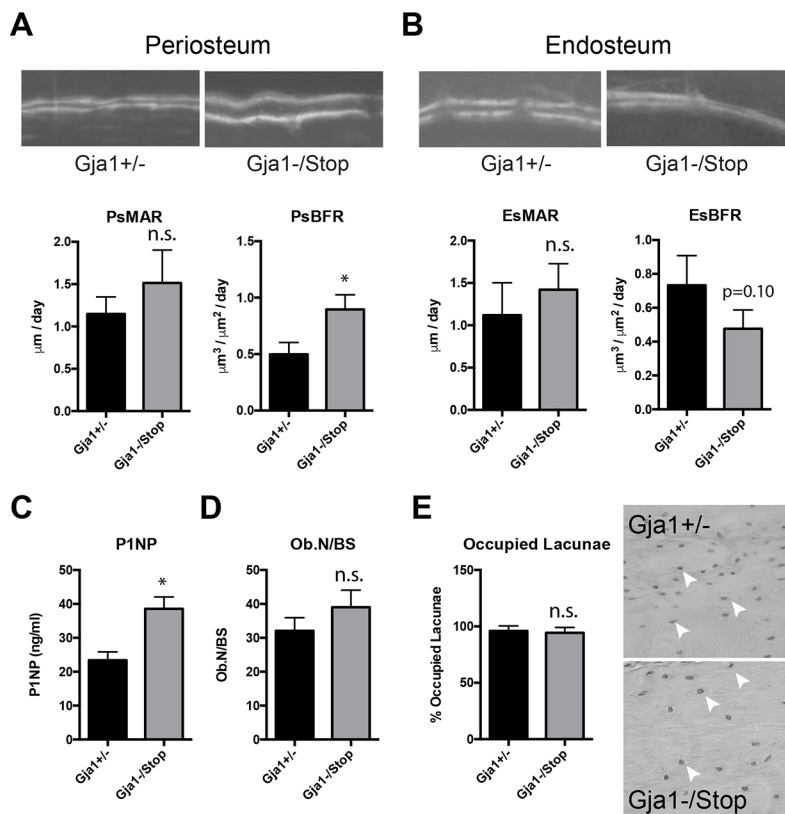 A
Periosteum
Gja1+/-
Gja1-/Stop
PsMAR
n.s.
2.0
1.5
1.0
0.5
0.0
μm / day
Gja1+/-
Gja1-/Stop
PsBFR
*
1.5
1.0
0.5
0.0
μm³ / μm² / day
Gja1+/-
Gja1-/Stop
B
Endosteum
Gja1+/-
Gja1-/Stop
EsMAR
n.s.
2.0
1.5
1.0
0.5
0.0
μm / day
Gja1+/-
Gja1-/Stop
EsBFR
p=0.10
1.0
0.8
0.6
0.4
0.2
0.0
μm³ / μm² / day
Gja1+/-
Gja1-/Stop
C
P1NP
*
50
40
30
20
10
0
P1NP (ng/ml)
Gja1+/-
Gja1-/Stop
D
Ob.N/BS
n.s.
50
40
30
20
10
0
Ob.N/BS
Gja1+/-
Gja1-/Stop
E
Occupied Lacunae
n.s.
150
100
50
0
% Occupied Lacunae
Gja1+/-
Gja1-/Stop
Gja1+/-
Gja1-/Stop